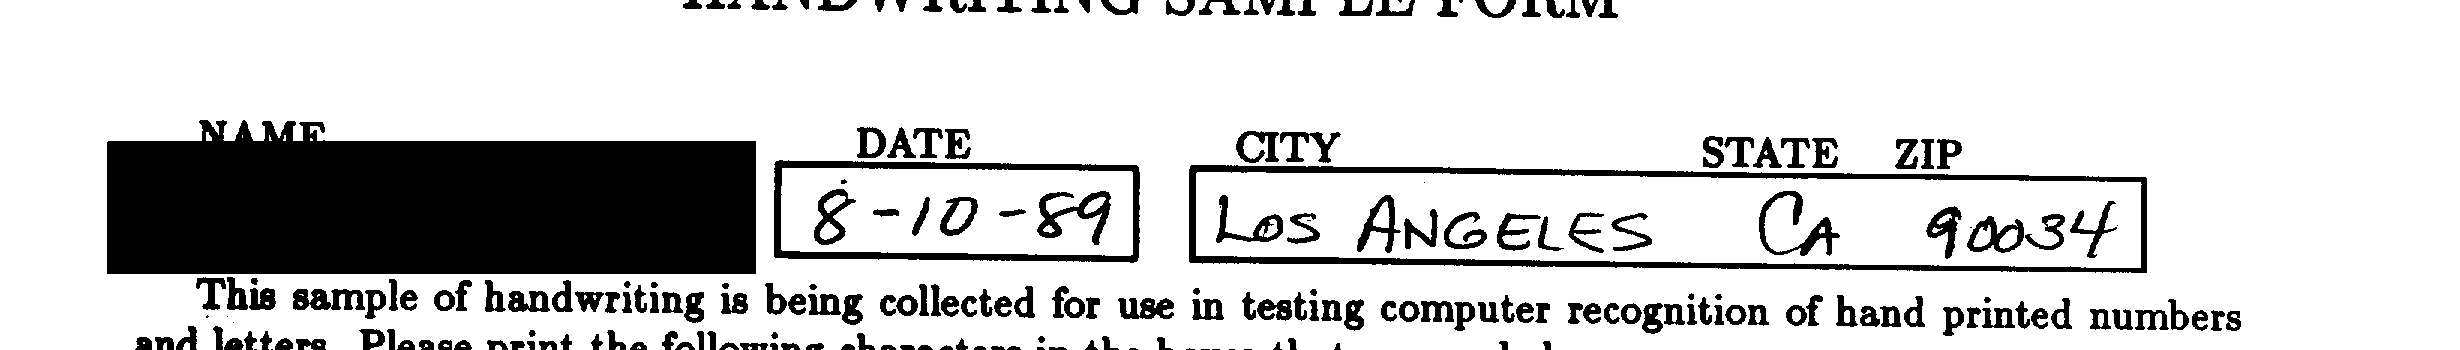 HANDWRITING SAMPLE FORM
NAME DATE CITY STATE ZIP
8-10-89 LOS ANGELES CA 90034
This sample of handwriting is being collected for use in testing computer recognition of hand printed numbers
and letters. Please print the following characters in the boxes that